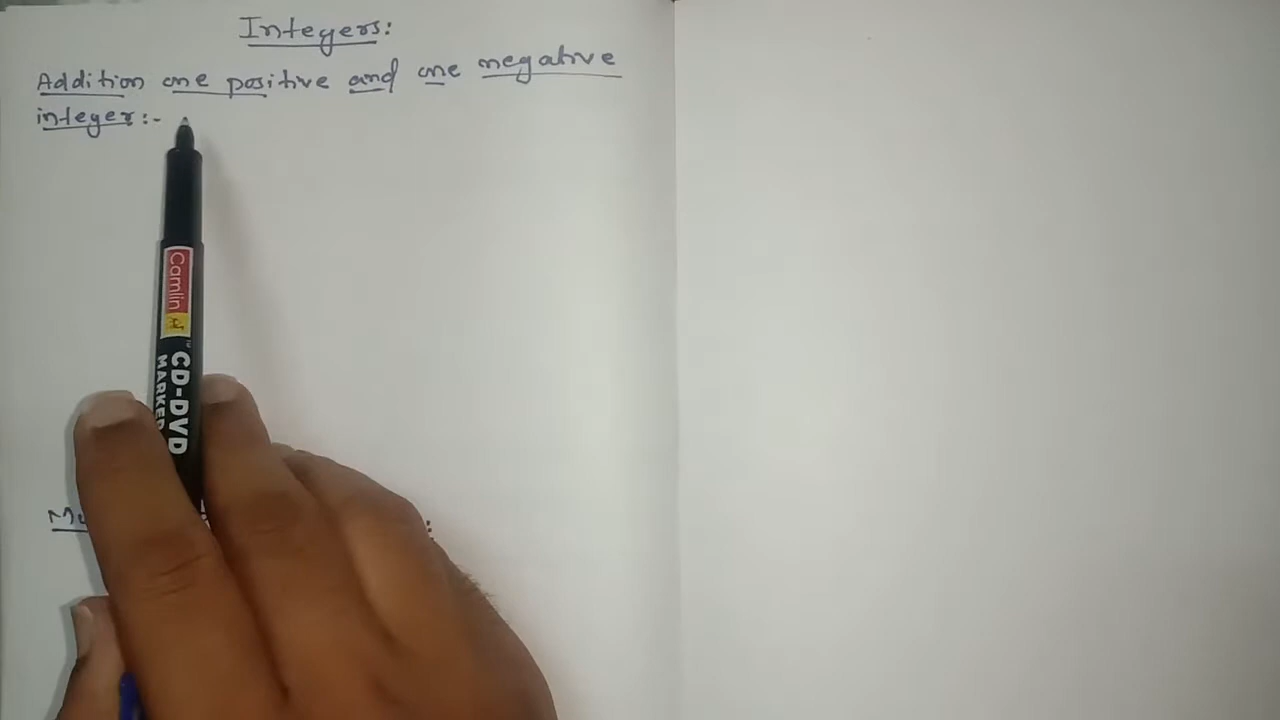 Integers:
Addition one positive and one negative
integer:-
Camlin
CD-DVD
MARKER